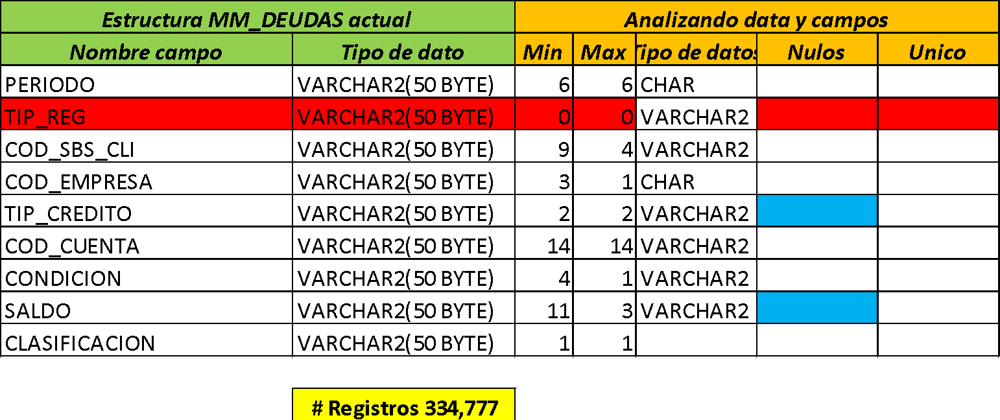 Estructura MM_DEUDAS actual Analizando data y campos
Nombre campo Tipo de dato Min Max Tipo de datos Nulos Unico
PERIODO VARCHAR2(50 BYTE) 6 6 CHAR
TIP_REG VARCHAR2(50 BYTE) 0 0 VARCHAR2
COD_SBS_CLI VARCHAR2(50 BYTE) 9 4 VARCHAR2
COD_EMPRESA VARCHAR2(50 BYTE) 3 1 CHAR
TIP_CREDITO VARCHAR2(50 BYTE) 2 2 VARCHAR2
COD_CUENTA VARCHAR2(50 BYTE) 14 14 VARCHAR2
CONDICION VARCHAR2(50 BYTE) 4 1 VARCHAR2
SALDO VARCHAR2(50 BYTE) 11 3 VARCHAR2
CLASIFICACION VARCHAR2(50 BYTE) 1 1
# Registros 334,777